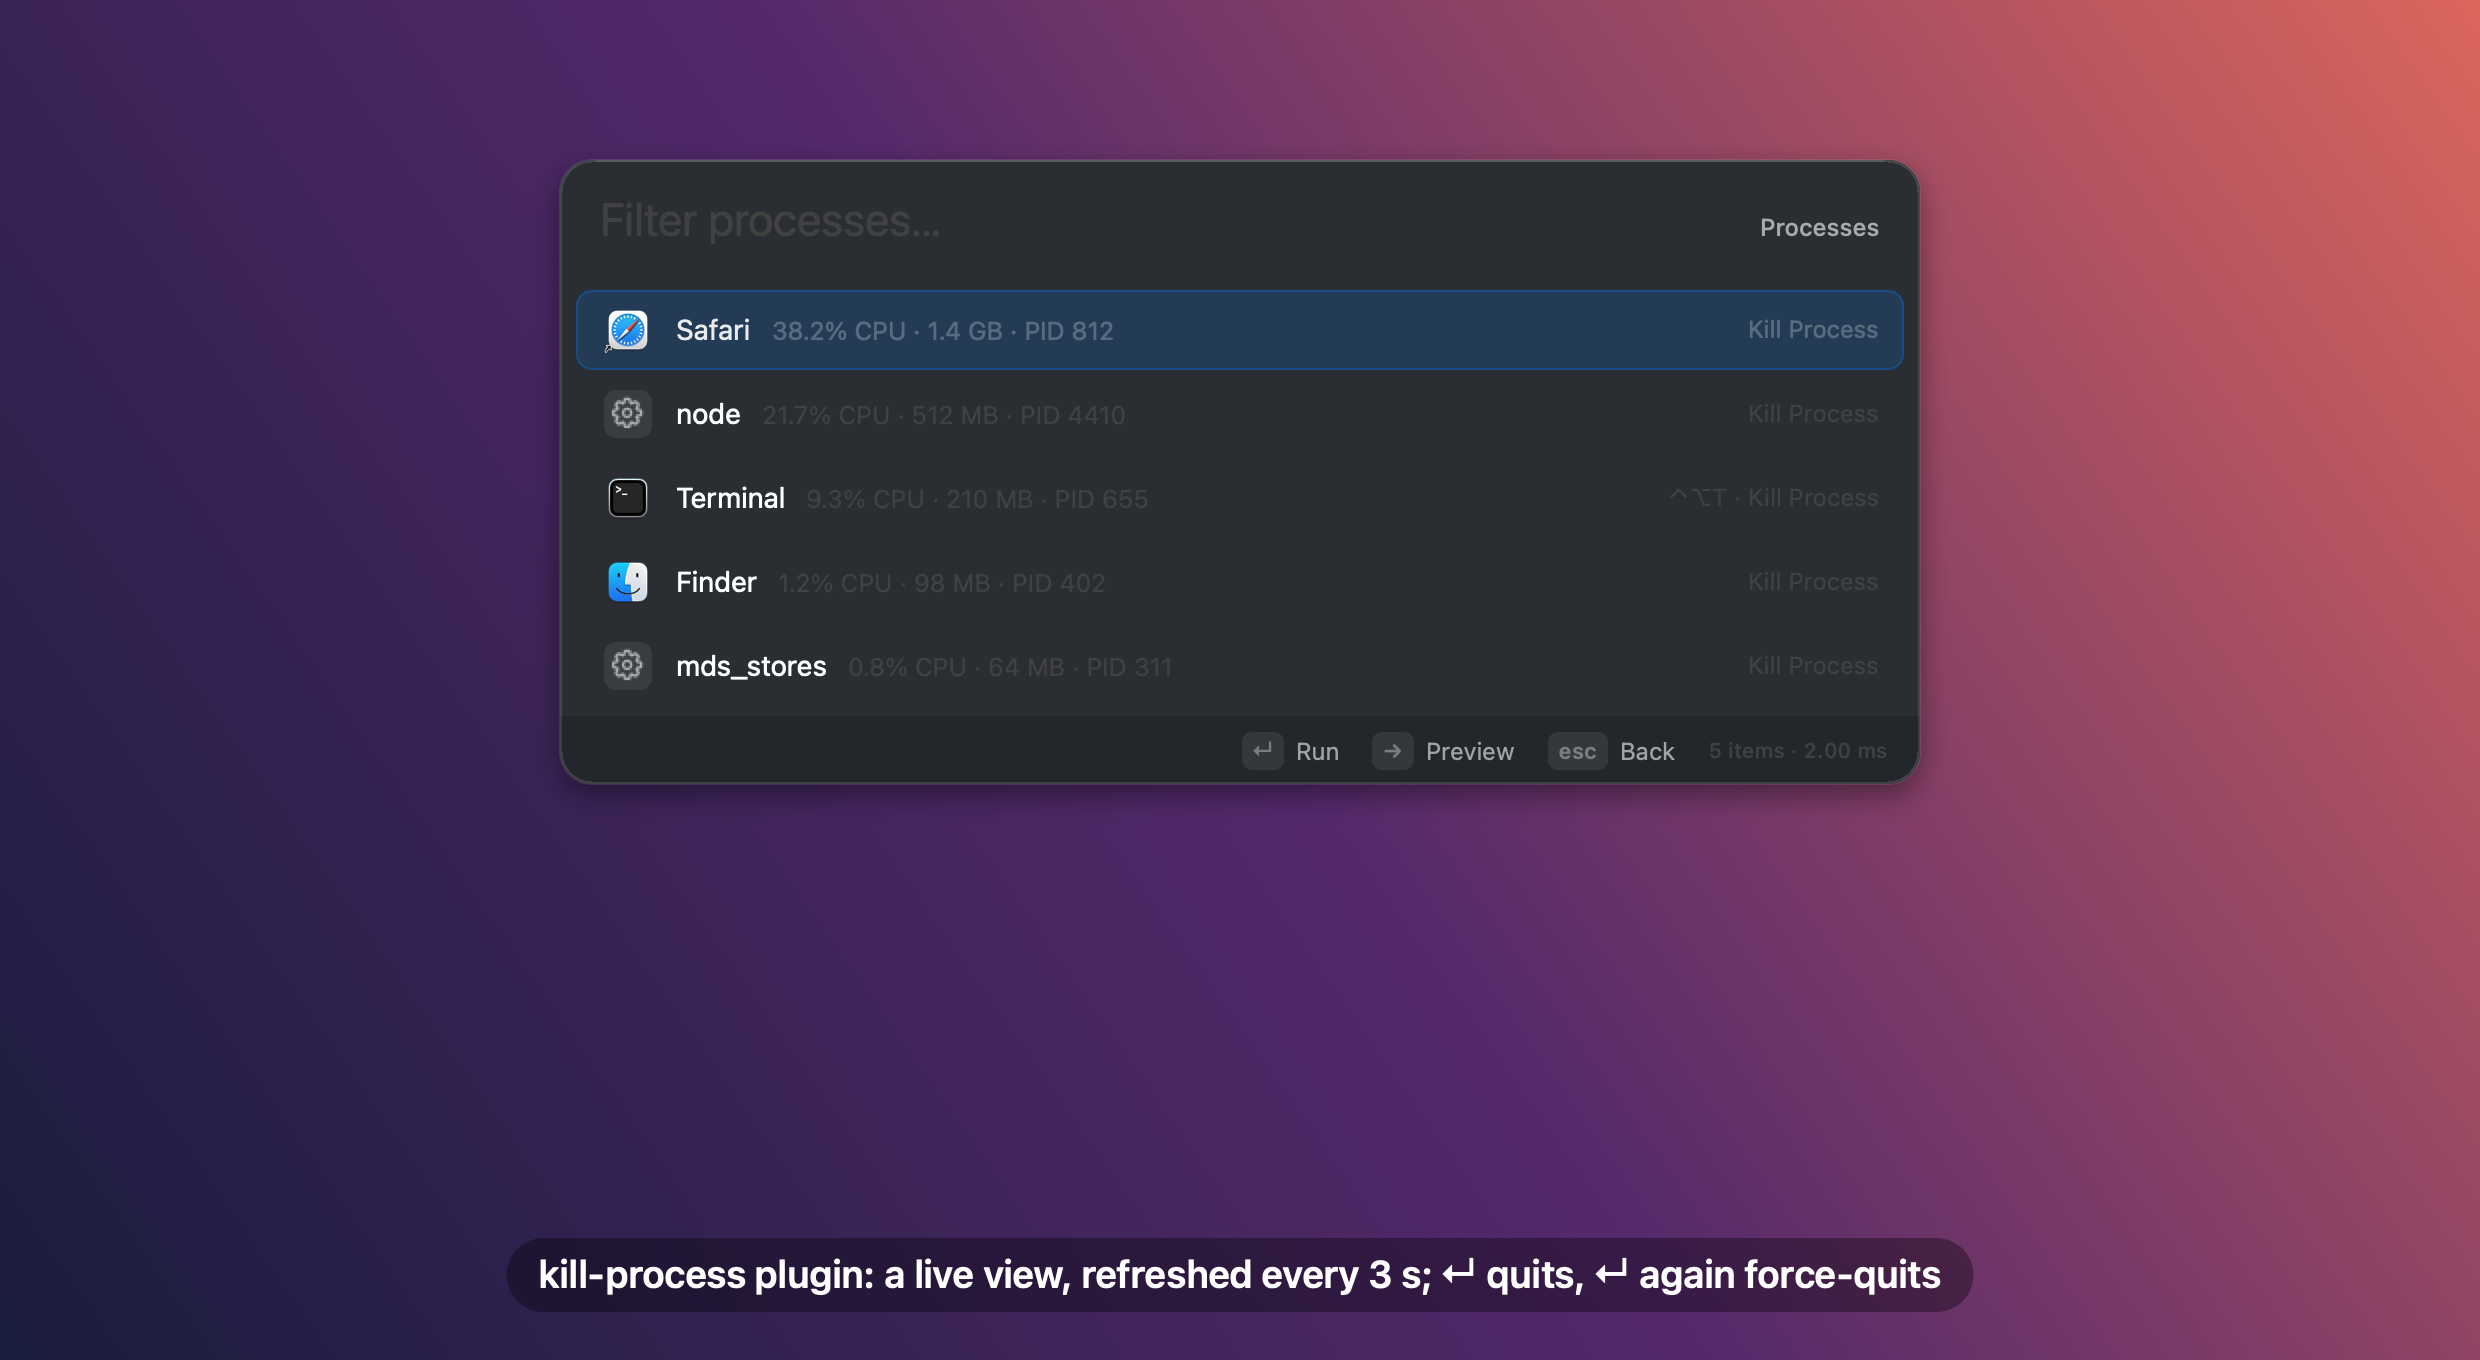 Filter processes...
Processes
Safari 38.2% CPU · 1.4 GB · PID 812 Kill Process
node 21.7% CPU · 512 MB · PID 4410 Kill Process
Terminal 9.3% CPU · 210 MB · PID 655 ^⌥T · Kill Process
Finder 1.2% CPU · 98 MB · PID 402 Kill Process
mds_stores 0.8% CPU · 64 MB · PID 311 Kill Process
↵ Run → Preview esc Back 5 items · 2.00 ms
kill-process plugin: a live view, refreshed every 3 s; ↵ quits, ↵ again force-quits